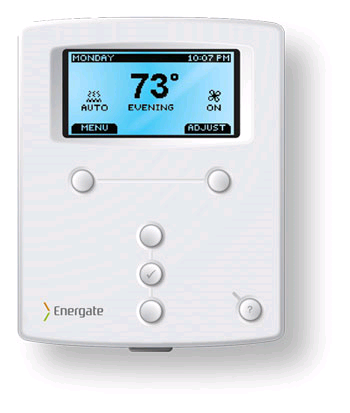 MONDAY 10:07 PM
73°
AUTO EVENING ON
MENU ADJUST
Energate
?